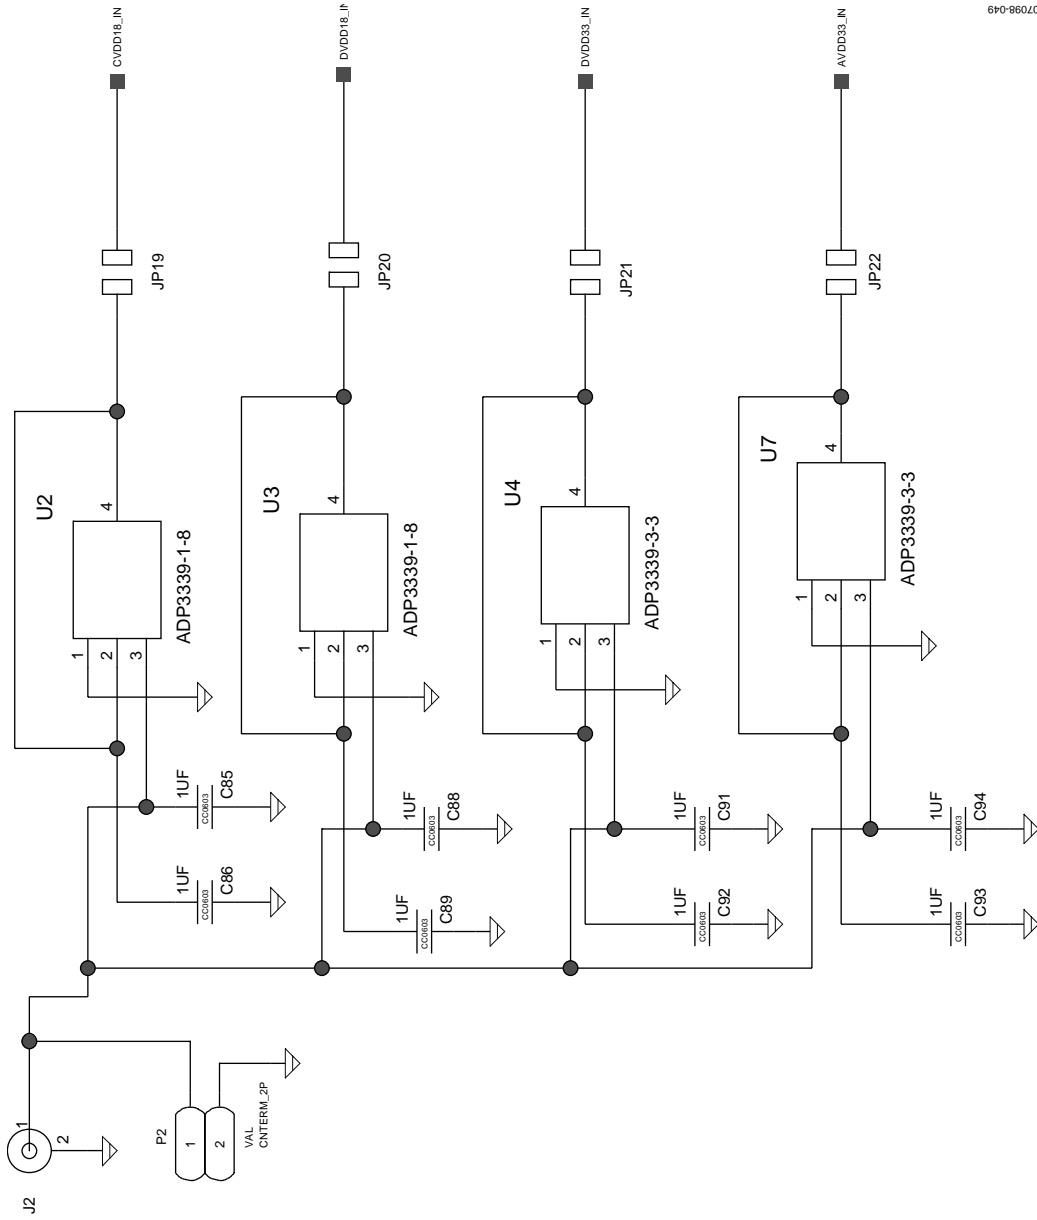 07098-049
CVDD18_IN
DVDD18_IN
DVDD33_IN
AVDD33_IN
JP19
JP20
JP21
JP22
U2
4
ADP3339-1-8
1
2
3
U3
4
ADP3339-1-8
1
2
3
U4
4
ADP3339-3-3
1
2
3
U7
4
ADP3339-3-3
1
2
3
1UF
CC0603
C85
1UF
CC0603
C86
1UF
CC0603
C88
1UF
CC0603
C89
1UF
CC0603
C91
1UF
CC0603
C92
1UF
CC0603
C94
1UF
CC0603
C93
J2
1
2
P2
1
2
VAL
CNTERM_2P